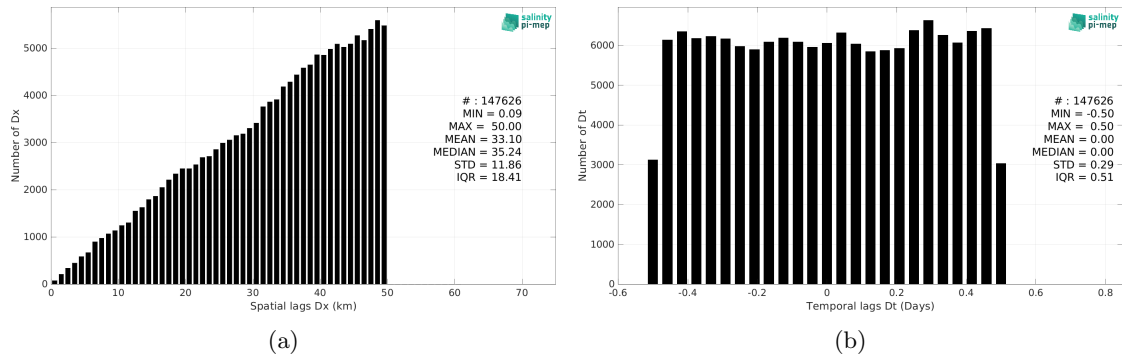 salinity
pi-mep
5000
4000
3000
2000
1000
0
Number of Dx
# : 147626
MIN = 0.09
MAX = 50.00
MEAN = 33.10
MEDIAN = 35.24
STD = 11.86
IQR = 18.41
0 10 20 30 40 50 60 70
Spatial lags Dx (km)
(a)
salinity
pi-mep
6000
5000
4000
3000
2000
1000
0
Number of Dt
# : 147626
MIN = -0.50
MAX = 0.50
MEAN = 0.00
MEDIAN = 0.00
STD = 0.29
IQR = 0.51
-0.6 -0.4 -0.2 0 0.2 0.4 0.6 0.8
Temporal lags Dt (Days)
(b)